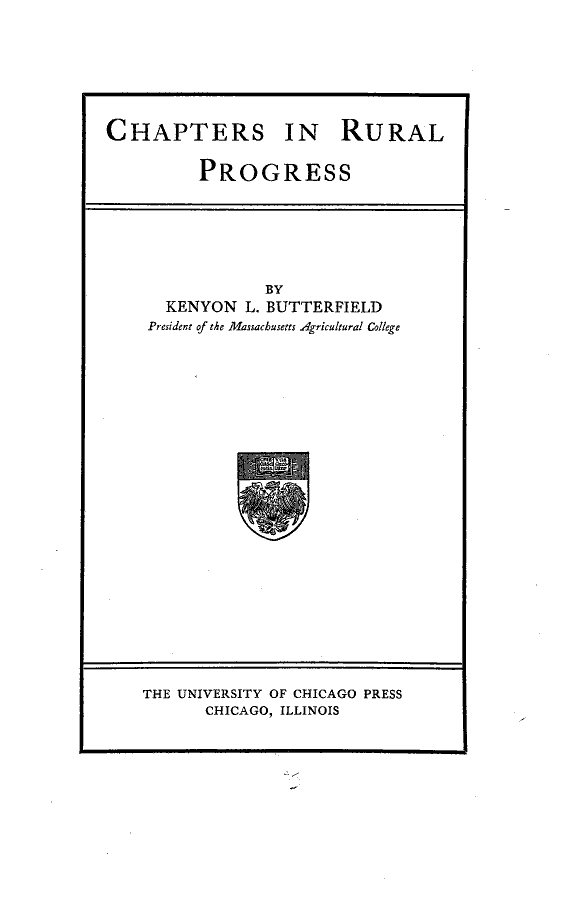 CHAPTERS IN RURAL
PROGRESS
BY
KENYON L. BUTTERFIELD
President of the Massachusetts Agricultural College
THE UNIVERSITY OF CHICAGO PRESS
CHICAGO, ILLINOIS